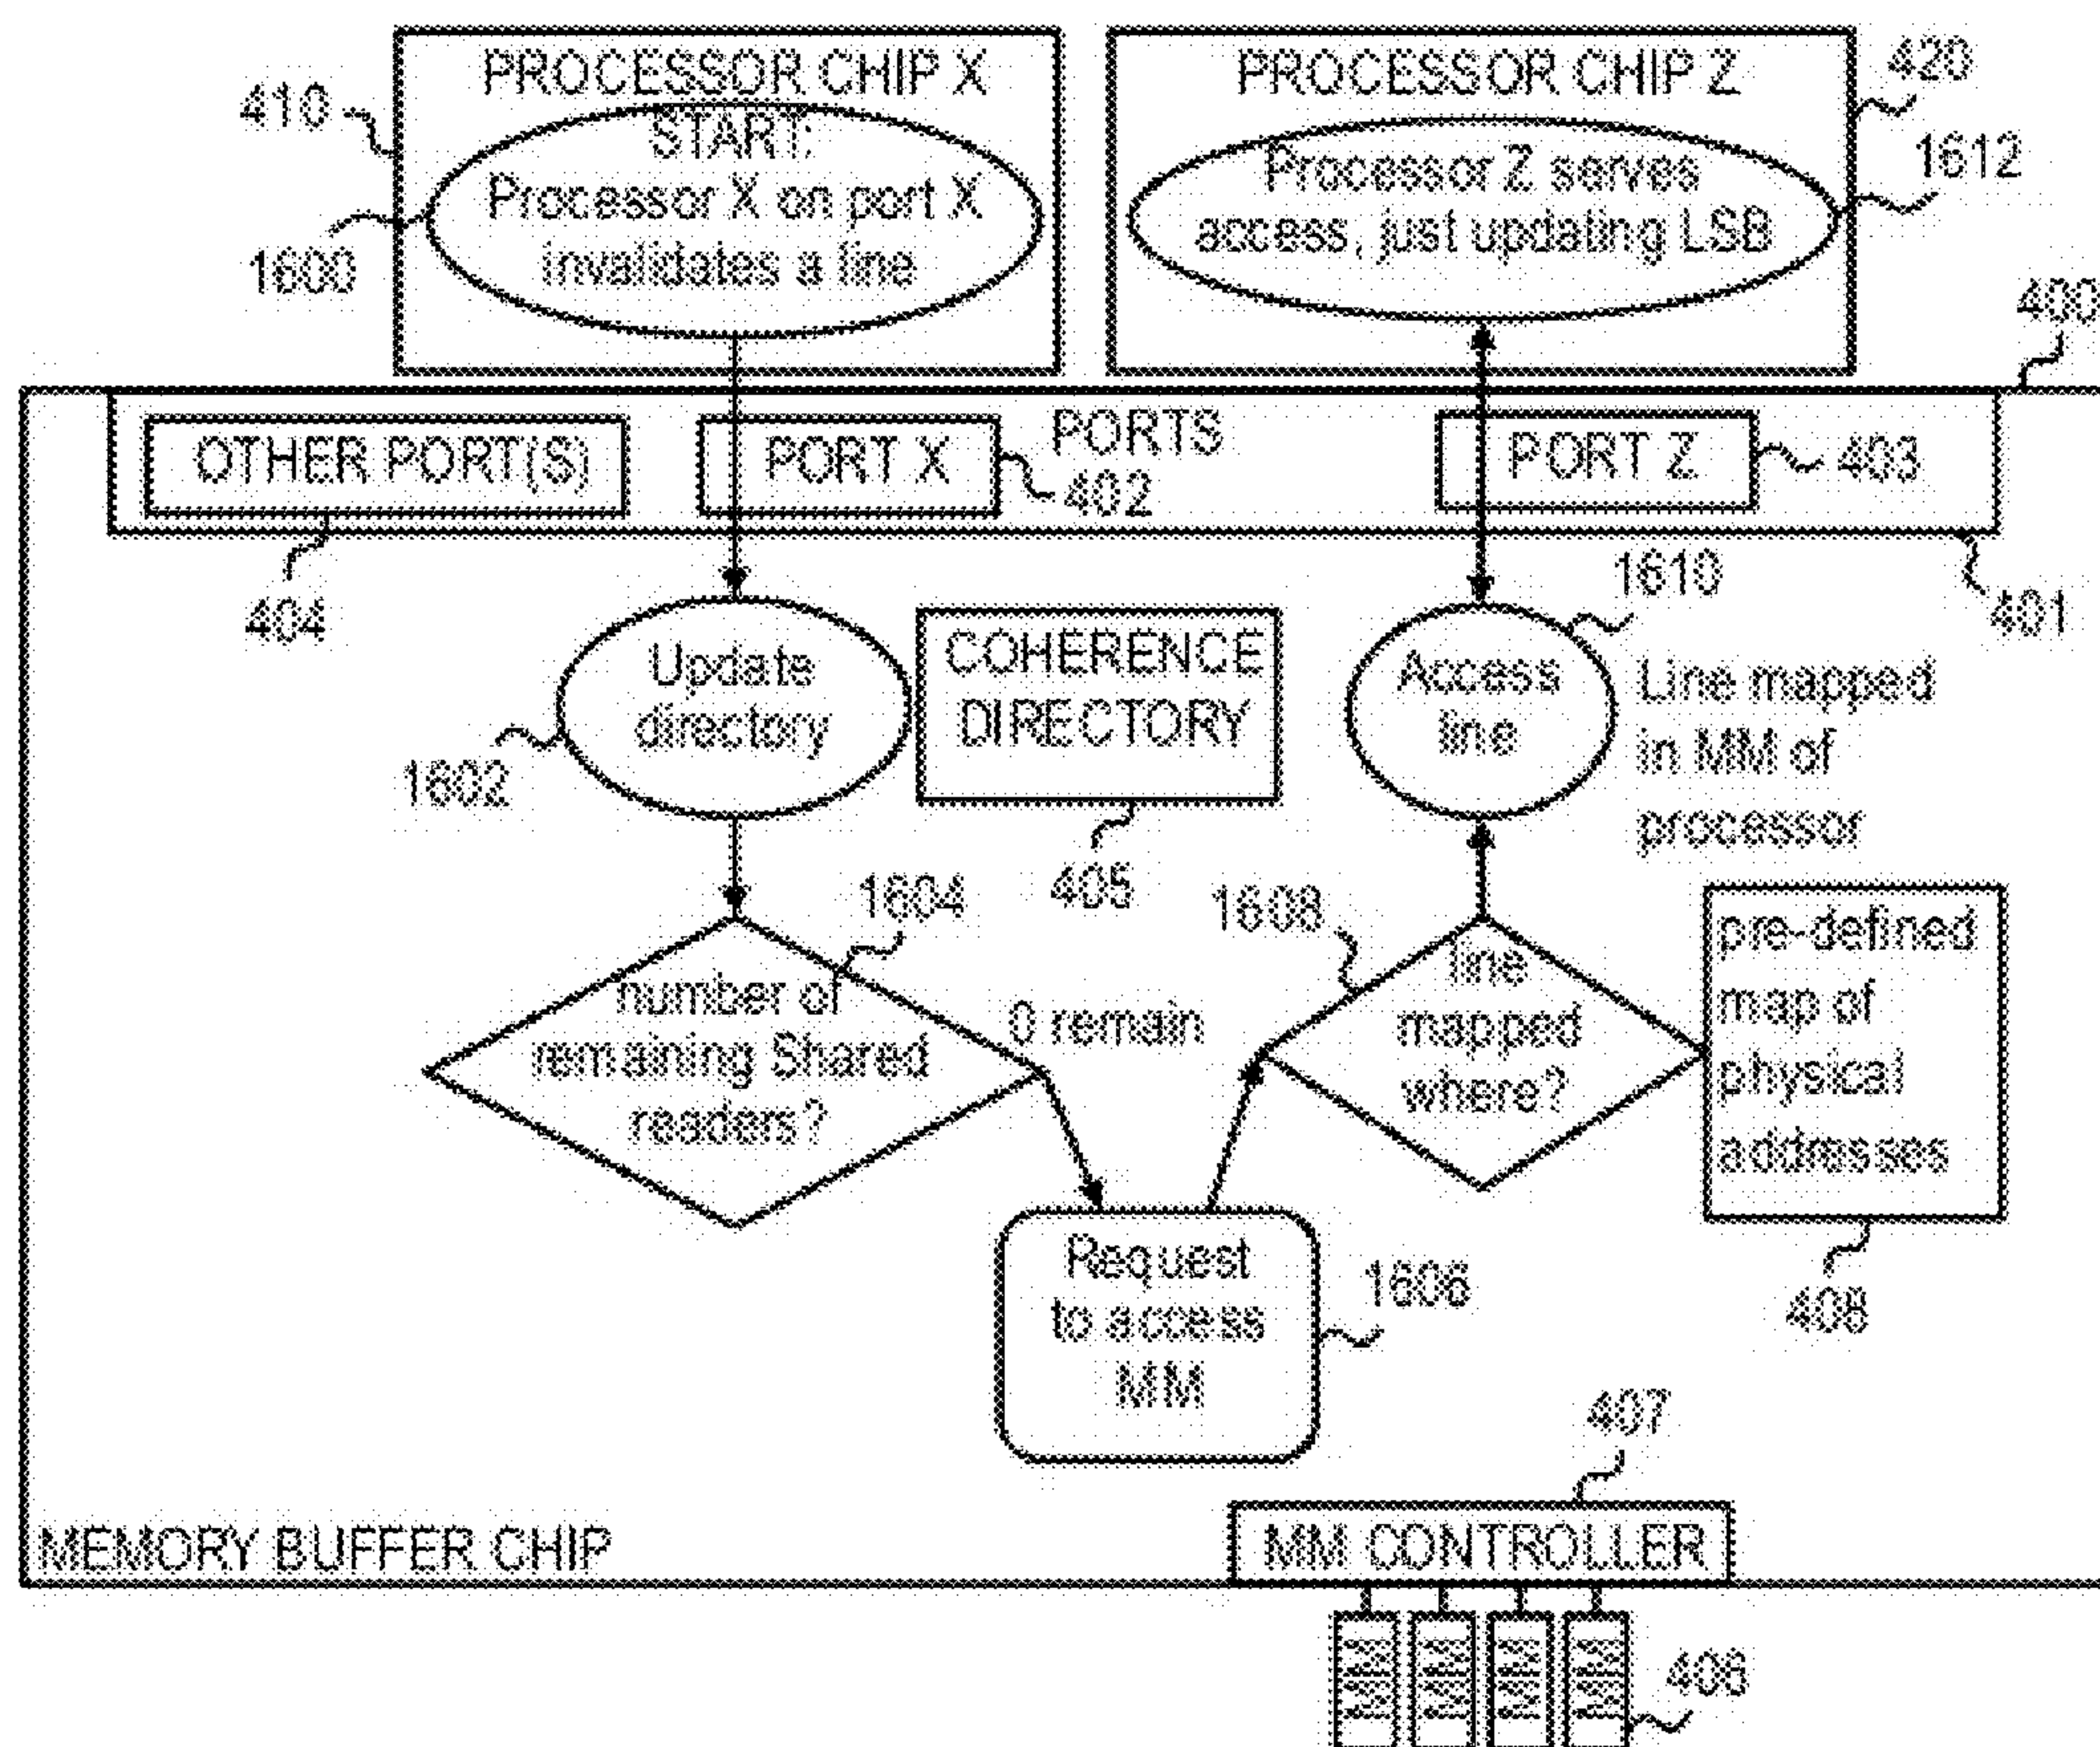 PROCESSOR CHIP X
PROCESSOR CHIP Z
420
410
START:
Processor X on port X
invalidates a line
1600
Processor Z serves
access, just updating LSB
1612
400
OTHER PORT(S)
PORT X
PORTS
402
PORT Z
403
404
401
1610
Update
directory
1602
COHERENCE
DIRECTORY
405
Access
line
Line mapped
in MM of
processor
1604
1608
number of
remaining Shared
readers?
0 remain
line
mapped
where?
pre-defined
map of
physical
addresses
408
Request
to access
MM
1606
407
MEMORY BUFFER CHIP
MM CONTROLLER
406